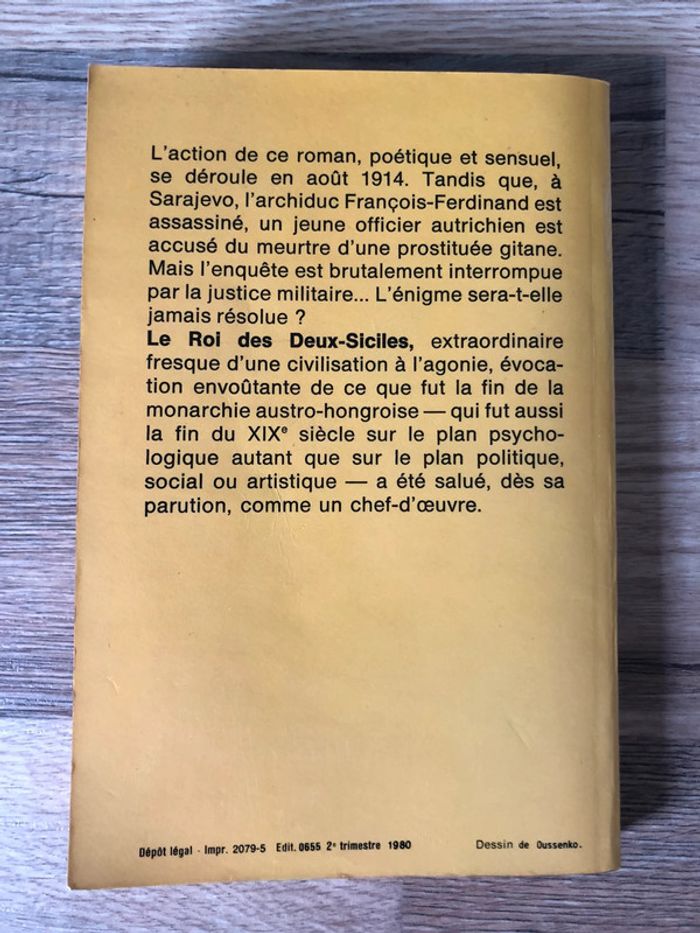 L'action de ce roman, poétique et sensuel,
se déroule en août 1914. Tandis que, à
Sarajevo, l'archiduc François-Ferdinand est
assassiné, un jeune officier autrichien est
accusé du meurtre d'une prostituée gitane.
Mais l'enquête est brutalement interrompue
par la justice militaire... L'énigme sera-t-elle
jamais résolue ?
Le Roi des Deux-Siciles, extraordinaire
fresque d'une civilisation à l'agonie, évoca-
tion envoûtante de ce que fut la fin de la
monarchie austro-hongroise — qui fut aussi
la fin du XIXe siècle sur le plan psycho-
logique autant que sur le plan politique,
social ou artistique — a été salué, dès sa
parution, comme un chef-d'œuvre.
Dépôt légal - Impr. 2079-5 Edit. 0655 2e trimestre 1980
Dessin de Oussenko.